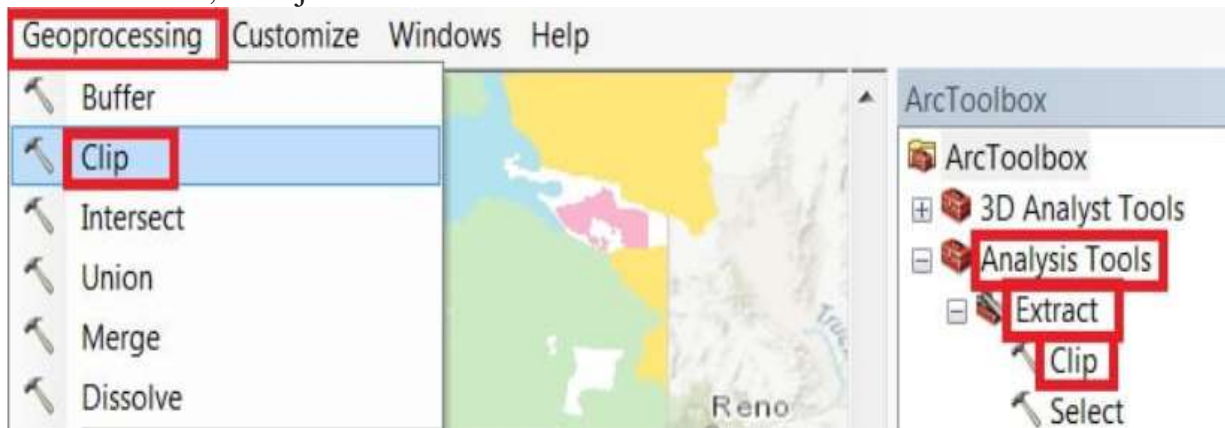 Geoprocessing Customize Windows Help
Buffer
Clip
Intersect
Union
Merge
Dissolve
Reno
ArcToolbox
ArcToolbox
3D Analyst Tools
Analysis Tools
Extract
Clip
Select